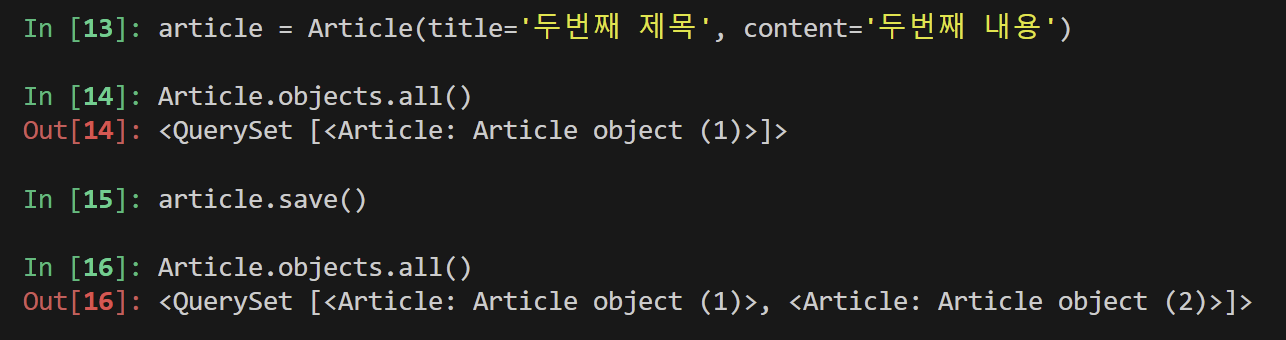 In [13]: article = Article(title='두번째 제목', content='두번째 내용')
In [14]: Article.objects.all()
Out[14]: <QuerySet [<Article: Article object (1)>]>
In [15]: article.save()
In [16]: Article.objects.all()
Out[16]: <QuerySet [<Article: Article object (1)>, <Article: Article object (2)>]>